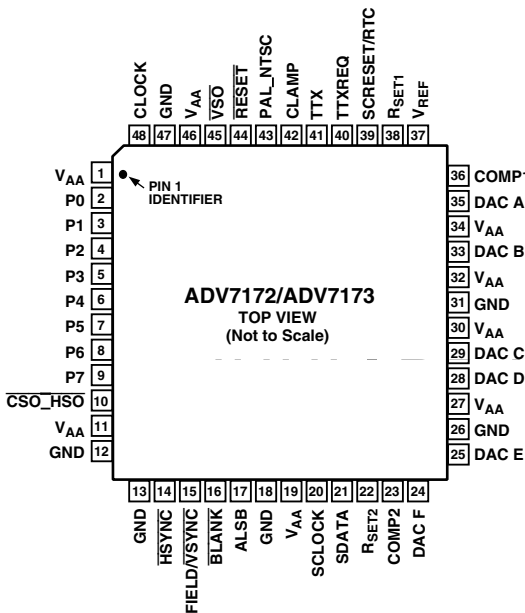 CLOCK
GND
VAA
VSO
RESET
PAL_NTSC
CLAMP
TTX
TTXREQ
SCRESET/RTC
RSET1
VREF
48 47 46 45 44 43 42 41 40 39 38 37
VAA 1
P0 2
P1 3
P2 4
P3 5
P4 6
P5 7
P6 8
P7 9
CSO_HSO 10
VAA 11
GND 12
PIN 1
IDENTIFIER
ADV7172/ADV7173
TOP VIEW
(Not to Scale)
36 COMP1
35 DAC A
34 VAA
33 DAC B
32 VAA
31 GND
30 VAA
29 DAC C
28 DAC D
27 VAA
26 GND
25 DAC E
13 14 15 16 17 18 19 20 21 22 23 24
GND
HSYNC
FIELD/VSYNC
BLANK
ALSB
GND
VAA
SCLOCK
SDATA
RSET2
COMP2
DAC F